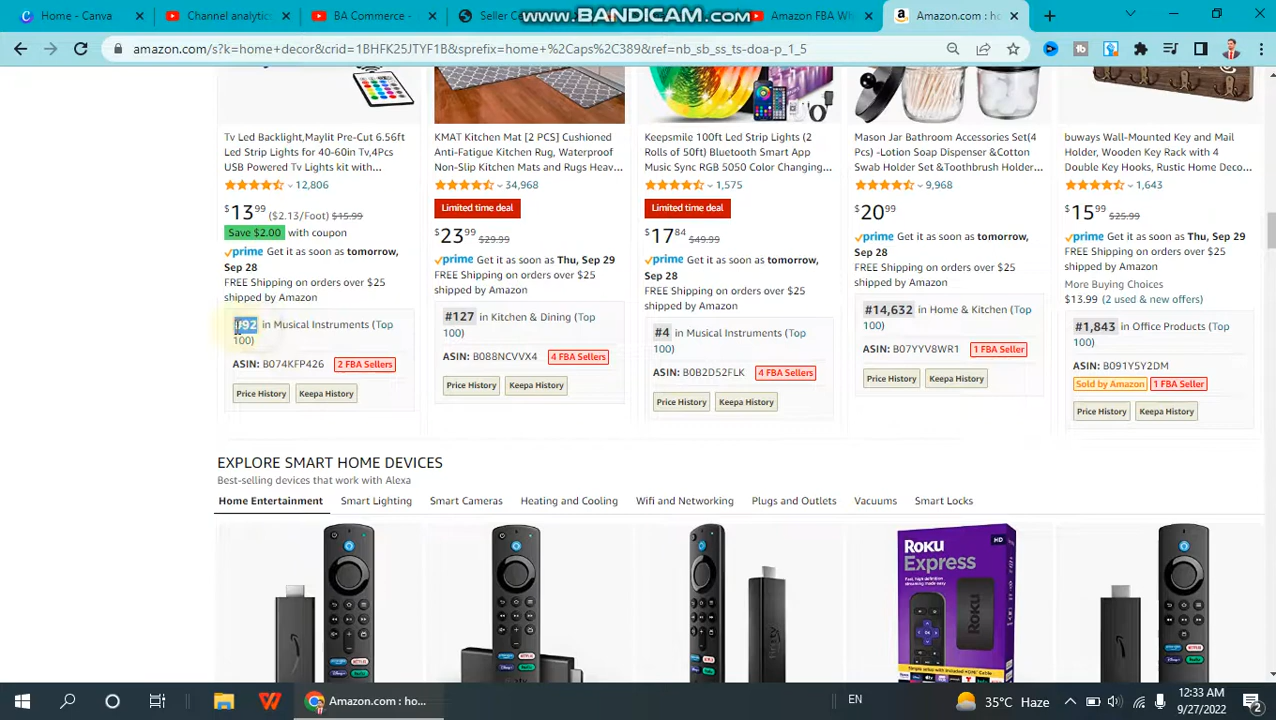 Home - Canva
Channel analytic
BA Commerce -
Seller Ce
www.BANDICAM.com
Amazon FBA Wh
Amazon.com : ho
amazon.com/s?k=home+decor&crid=1BHFK25JTYF1B&sprefix=home+%2Caps%2C389&ref=nb_sb_ss_ts-doa-p_1_5
Tv Led Backlight,Maylit Pre-Cut 6.56ft
Led Strip Lights for 40-60in Tv,4Pcs
USB Powered Tv Lights kit with...
12,806
$13.99 ($2.13/Foot) $15.99
Save $2.00 with coupon
prime Get it as soon as tomorrow,
Sep 28
FREE Shipping on orders over $25
shipped by Amazon
#92 in Musical Instruments (Top
100)
ASIN: B074KFP426 2 FBA Sellers
Price History Keepa History
KMAT Kitchen Mat [2 PCS] Cushioned
Anti-Fatigue Kitchen Rug, Waterproof
Non-Slip Kitchen Mats and Rugs Heav...
34,968
Limited time deal
$23.99 $29.99
prime Get it as soon as Thu, Sep 29
FREE Shipping on orders over $25
shipped by Amazon
#127 in Kitchen & Dining (Top
100)
ASIN: B088NCVVX4 4 FBA Sellers
Price History Keepa History
Keepsmile 100ft Led Strip Lights (2
Rolls of 50ft) Bluetooth Smart App
Music Sync RGB 5050 Color Changing...
1,575
Limited time deal
$17.84 $49.99
prime Get it as soon as tomorrow,
Sep 28
FREE Shipping on orders over $25
shipped by Amazon
#4 in Musical Instruments (Top
100)
ASIN: B0B2D52FLK 4 FBA Sellers
Price History Keepa History
Mason Jar Bathroom Accessories Set(4
Pcs) -Lotion Soap Dispenser &Cotton
Swab Holder Set &Toothbrush Holder...
9,968
$20.99
prime Get it as soon as tomorrow,
Sep 28
FREE Shipping on orders over $25
shipped by Amazon
#14,632 in Home & Kitchen (Top
100)
ASIN: B07YYV8WR1 1 FBA Seller
Price History Keepa History
buways Wall-Mounted Key and Mail
Holder, Wooden Key Rack with 4
Double Key Hooks, Rustic Home Deco...
1,643
$15.99 $25.99
prime Get it as soon as Thu, Sep 29
FREE Shipping on orders over $25
shipped by Amazon
More Buying Choices
$13.99 (2 used & new offers)
#1,843 in Office Products (Top
100)
ASIN: B091Y5Y2DM
Sold by Amazon 1 FBA Seller
Price History Keepa History
EXPLORE SMART HOME DEVICES
Best-selling devices that work with Alexa
Home Entertainment Smart Lighting Smart Cameras Heating and Cooling Wifi and Networking Plugs and Outlets Vacuums Smart Locks
Roku
Express
HD
Amazon.com: ho...
EN
35°C Haze
12:33 AM
9/27/2022
2